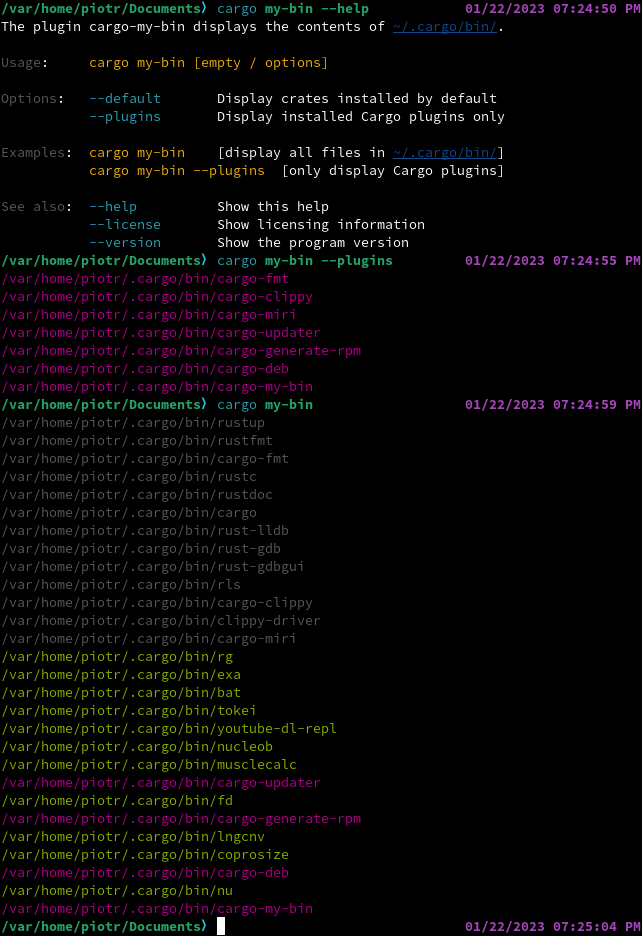 /var/home/piotr/Documents〉 cargo my-bin --help 01/22/2023 07:24:50 PM
The plugin cargo-my-bin displays the contents of ~/.cargo/bin/.
Usage: cargo my-bin [empty / options]
Options: --default Display crates installed by default
--plugins Display installed Cargo plugins only
Examples: cargo my-bin [display all files in ~/.cargo/bin/]
cargo my-bin --plugins [only display Cargo plugins]
See also: --help Show this help
--license Show licensing information
--version Show the program version
/var/home/piotr/Documents〉 cargo my-bin --plugins 01/22/2023 07:24:55 PM
/var/home/piotr/.cargo/bin/cargo-fmt
/var/home/piotr/.cargo/bin/cargo-clippy
/var/home/piotr/.cargo/bin/cargo-miri
/var/home/piotr/.cargo/bin/cargo-updater
/var/home/piotr/.cargo/bin/cargo-generate-rpm
/var/home/piotr/.cargo/bin/cargo-deb
/var/home/piotr/.cargo/bin/cargo-my-bin
/var/home/piotr/Documents〉 cargo my-bin 01/22/2023 07:24:59 PM
/var/home/piotr/.cargo/bin/rustup
/var/home/piotr/.cargo/bin/rustfmt
/var/home/piotr/.cargo/bin/cargo-fmt
/var/home/piotr/.cargo/bin/rustc
/var/home/piotr/.cargo/bin/rustdoc
/var/home/piotr/.cargo/bin/cargo
/var/home/piotr/.cargo/bin/rust-lldb
/var/home/piotr/.cargo/bin/rust-gdb
/var/home/piotr/.cargo/bin/rust-gdbgui
/var/home/piotr/.cargo/bin/rls
/var/home/piotr/.cargo/bin/cargo-clippy
/var/home/piotr/.cargo/bin/clippy-driver
/var/home/piotr/.cargo/bin/cargo-miri
/var/home/piotr/.cargo/bin/rg
/var/home/piotr/.cargo/bin/exa
/var/home/piotr/.cargo/bin/bat
/var/home/piotr/.cargo/bin/tokei
/var/home/piotr/.cargo/bin/youtube-dl-repl
/var/home/piotr/.cargo/bin/nucleob
/var/home/piotr/.cargo/bin/musclecalc
/var/home/piotr/.cargo/bin/cargo-updater
/var/home/piotr/.cargo/bin/fd
/var/home/piotr/.cargo/bin/cargo-generate-rpm
/var/home/piotr/.cargo/bin/lngcnv
/var/home/piotr/.cargo/bin/coprosize
/var/home/piotr/.cargo/bin/cargo-deb
/var/home/piotr/.cargo/bin/nu
/var/home/piotr/.cargo/bin/cargo-my-bin
/var/home/piotr/Documents〉 01/22/2023 07:25:04 PM